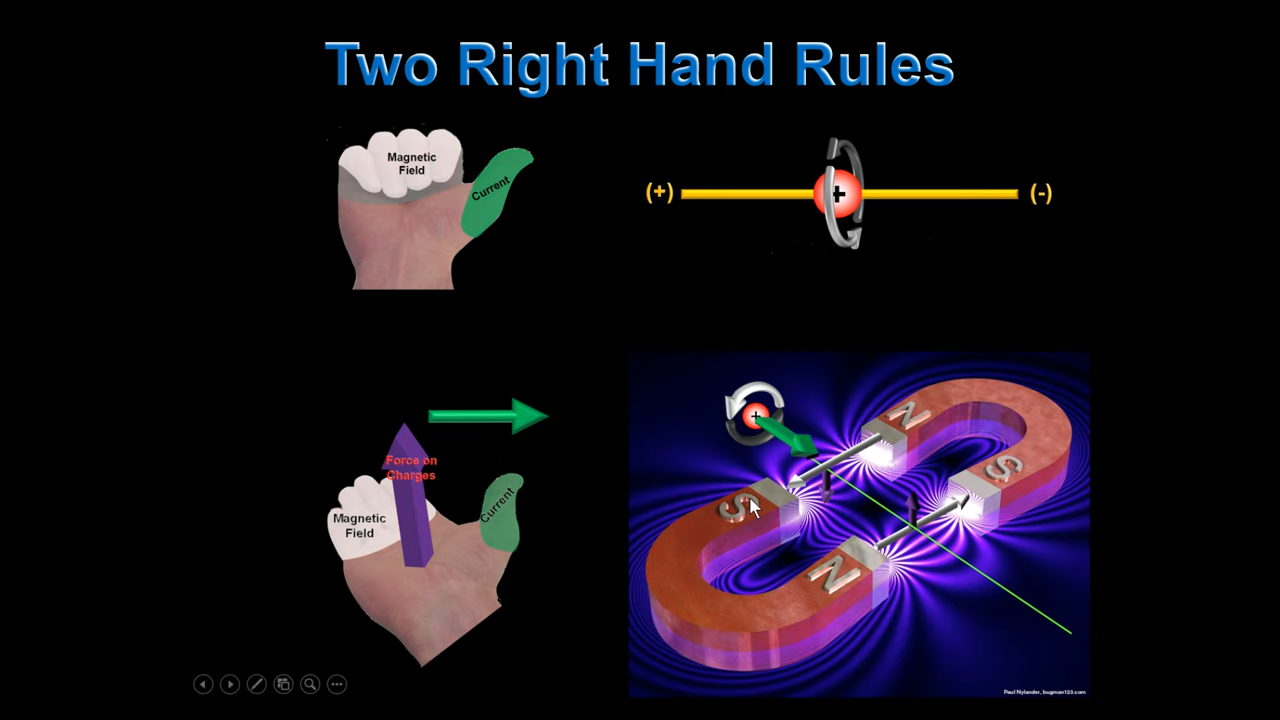 Two Right Hand Rules
Magnetic
Field
Current
(+)
+
(-)
Force on
Charges
Magnetic
Field
Current
+
N
S
S
N
Paul Nylander, bugman123.com